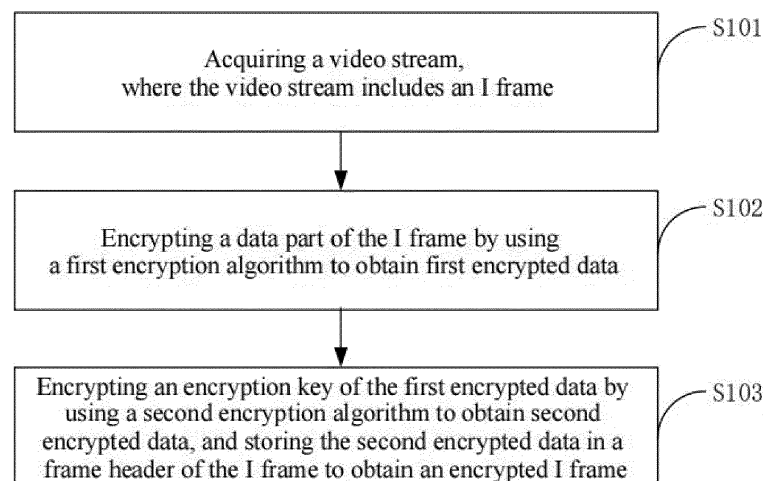 S101
Acquiring a video stream,
where the video stream includes an I frame
S102
Encrypting a data part of the I frame by using
a first encryption algorithm to obtain first encrypted data
S103
Encrypting an encryption key of the first encrypted data by
using a second encryption algorithm to obtain second
encrypted data, and storing the second encrypted data in a
frame header of the I frame to obtain an encrypted I frame